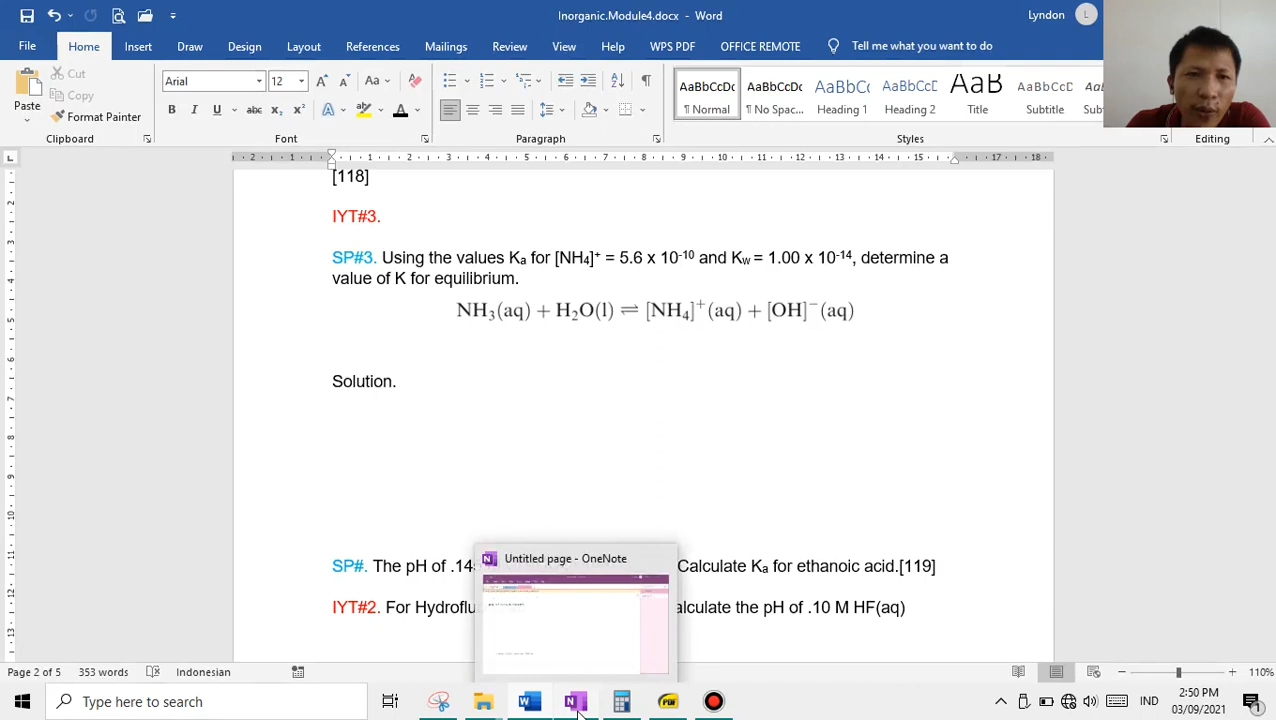 Inorganic.Module4.docx - Word
Lyndon
L
File Home Insert Draw Design Layout References Mailings Review View Help WPS PDF OFFICE REMOTE Tell me what you want to do
Paste
Cut
Copy
Format Painter
Clipboard
Arial 12
Font
Paragraph
AaBbCcDc AaBbCcDc AaBbCc AaBbCcD AaB AaBbCcD
¶ Normal ¶ No Spac... Heading 1 Heading 2 Title Subtitle
Styles
Editing
[118]
IYT#3.
SP#3. Using the values Kₐ for [NH₄]⁺ = 5.6 x 10⁻¹⁰ and K_w = 1.00 x 10⁻¹⁴, determine a
value of K for equilibrium.
NH₃(aq) + H₂O(l) ⇌ [NH₄]⁺(aq) + [OH]⁻(aq)
Solution.
SP#. The pH of .14 Calculate Kₐ for ethanoic acid.[119]
IYT#2. For Hydroflu alculate the pH of .10 M HF(aq)
Untitled page - OneNote
Page 2 of 5 353 words Indonesian 110%
Type here to search
IND
2:50 PM
03/09/2021